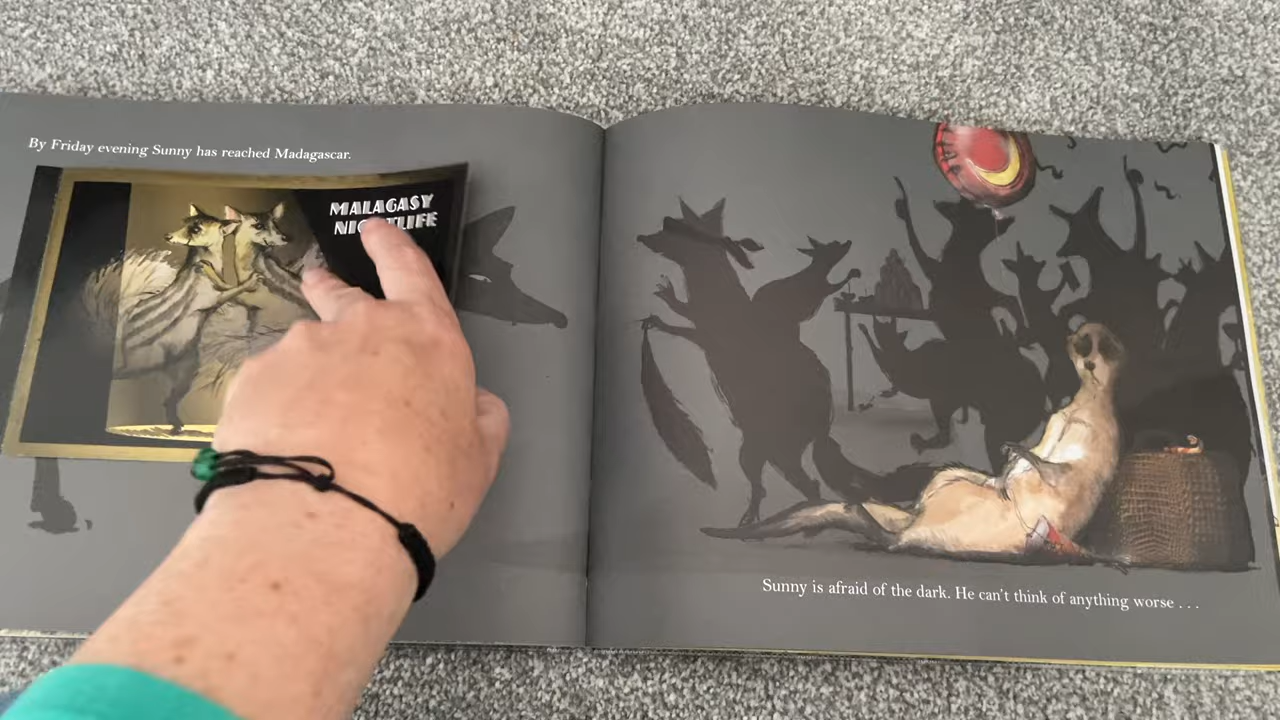 By Friday evening Sunny has reached Madagascar.
MALAGASY
NIGHTLIFE
Sunny is afraid of the dark. He can't think of anything worse . . .